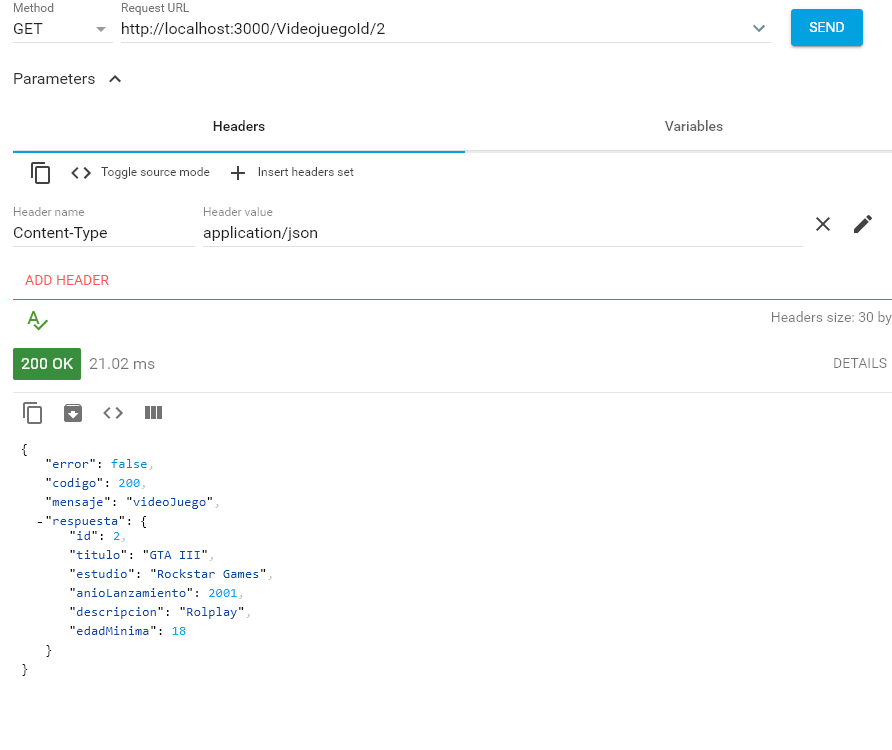 Method Request URL
GET http://localhost:3000/VideojuegoId/2 SEND
Parameters
Headers Variables
Toggle source mode Insert headers set
Header name Header value
Content-Type application/json
ADD HEADER
Headers size: 30 by
200 OK 21.02 ms DETAILS
{
"error": false,
"codigo": 200,
"mensaje": "videoJuego",
-"respuesta": {
"id": 2,
"titulo": "GTA III",
"estudio": "Rockstar Games",
"anioLanzamiento": 2001,
"descripcion": "Rolplay",
"edadMinima": 18
}
}